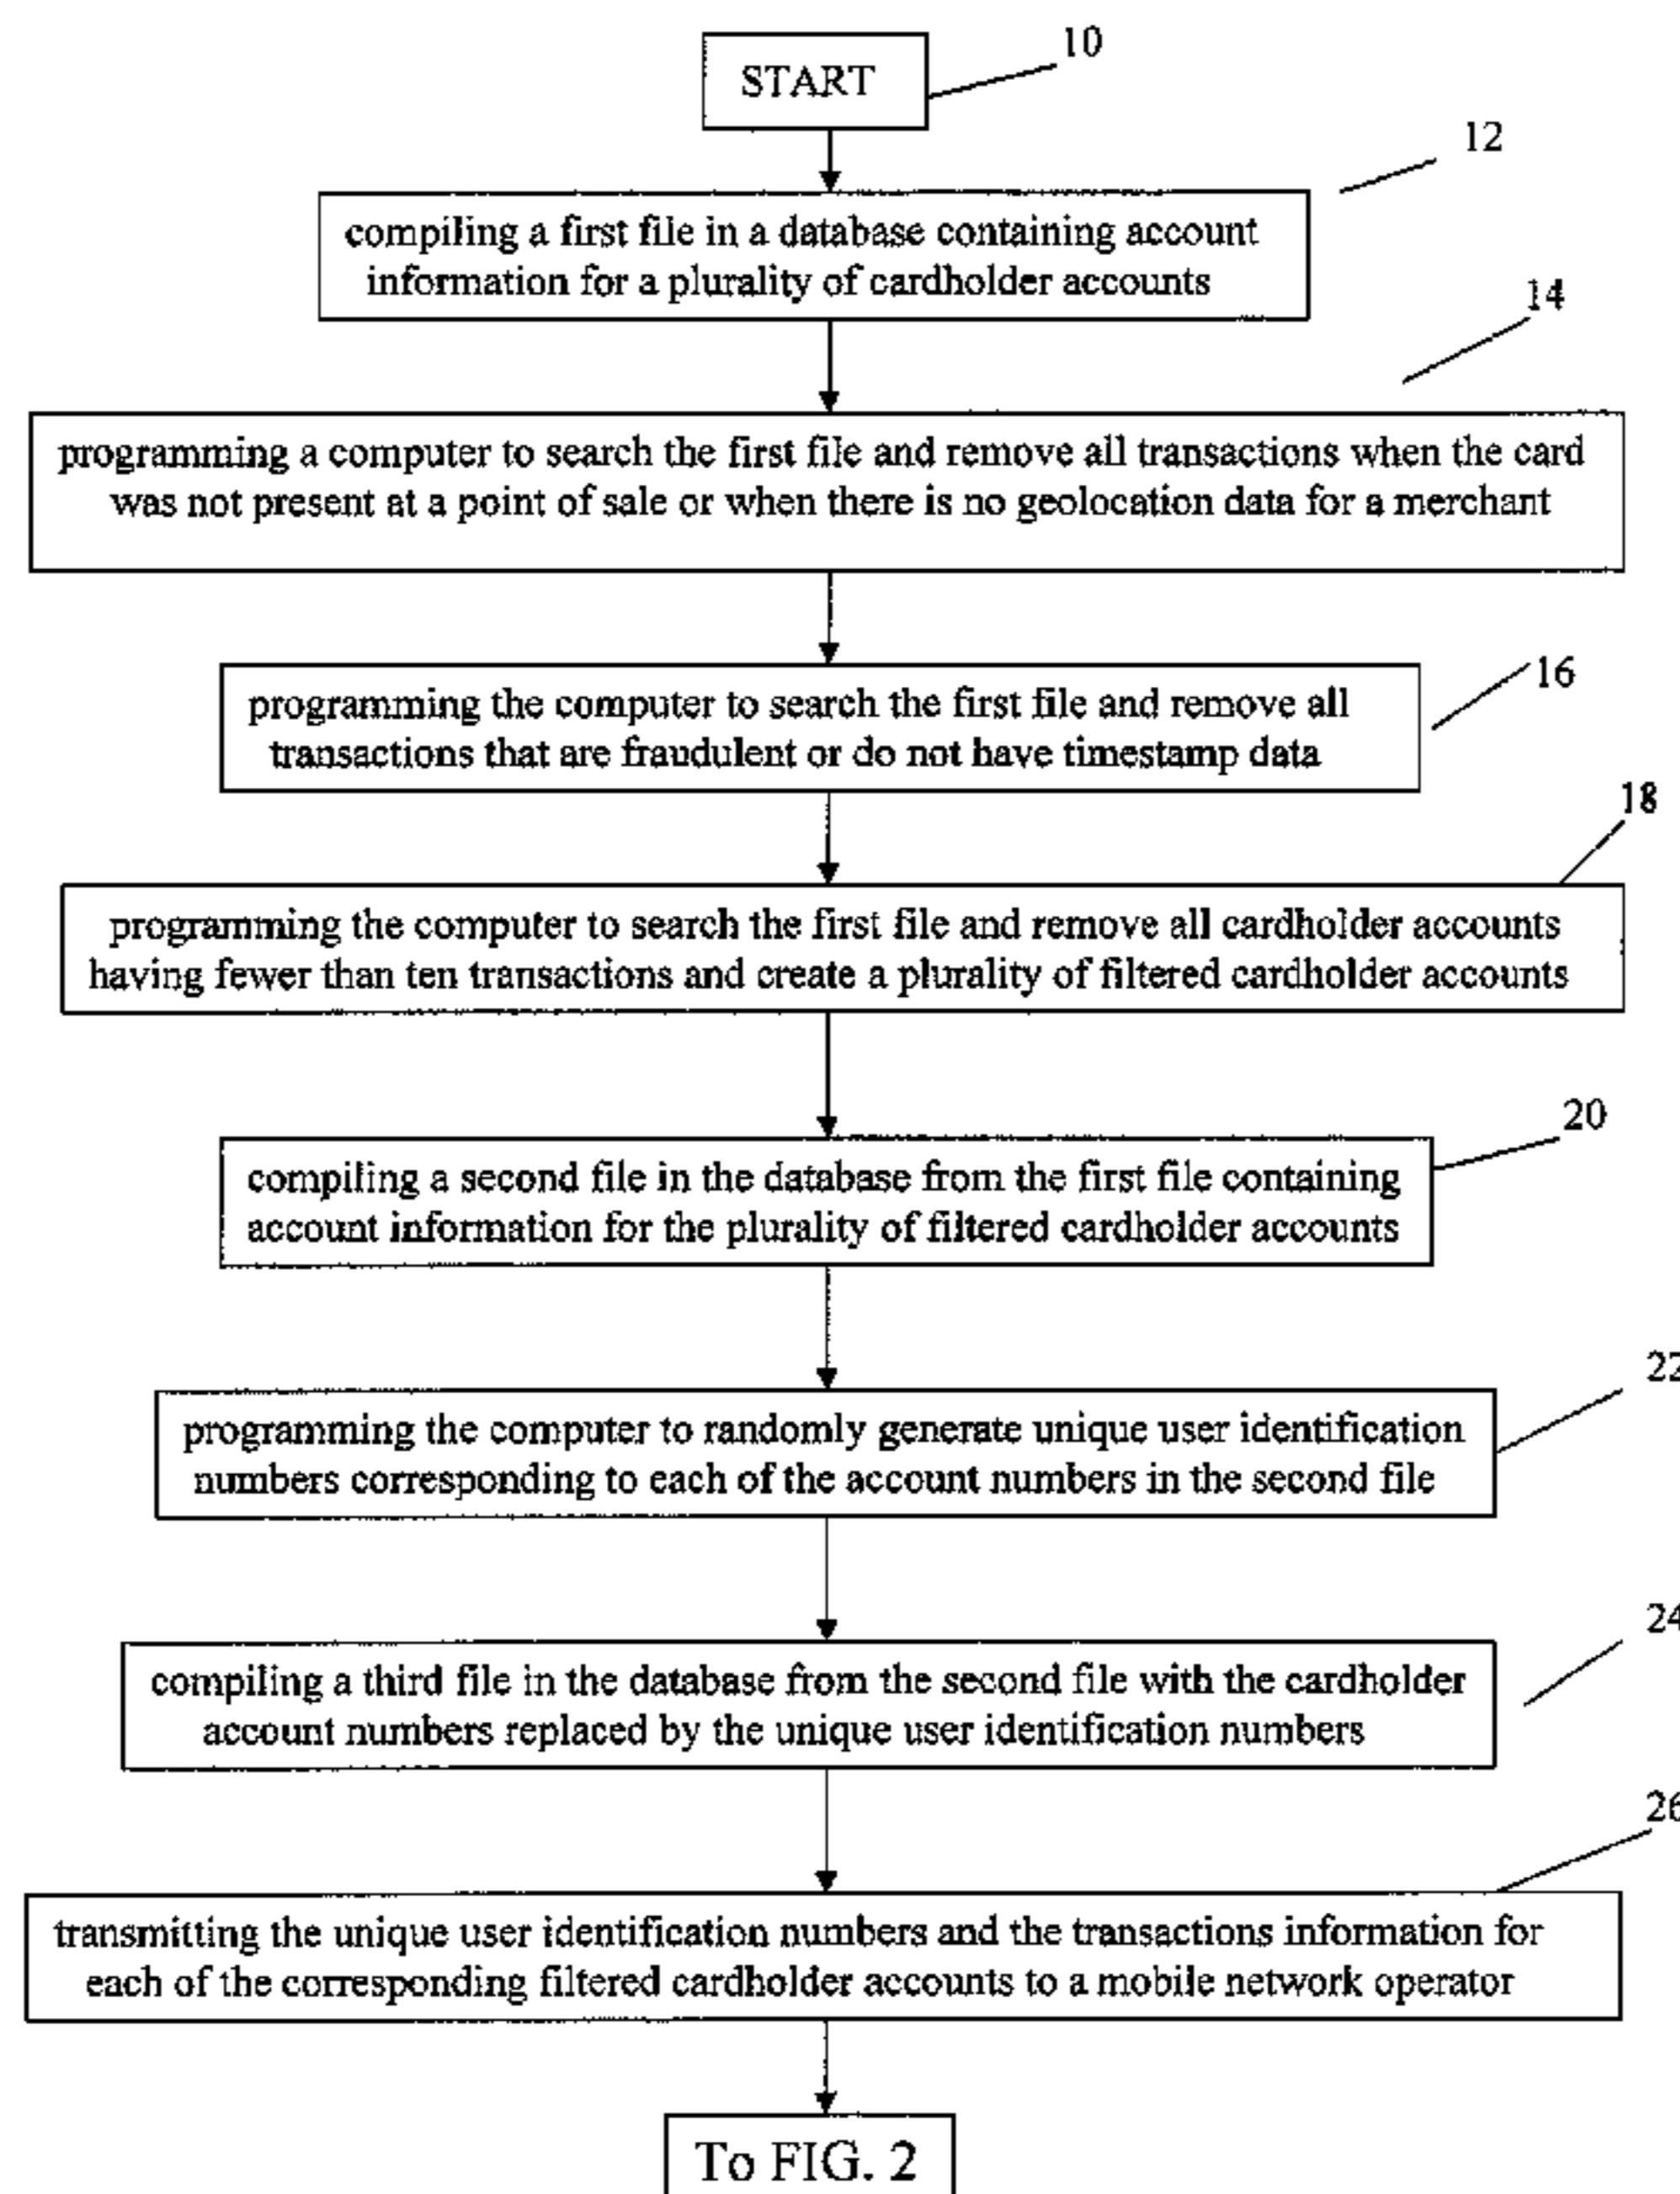 START
10
12
compiling a first file in a database containing account
information for a plurality of cardholder accounts
14
programming a computer to search the first file and remove all transactions when the card
was not present at a point of sale or when there is no geolocation data for a merchant
16
programming the computer to search the first file and remove all
transactions that are fraudulent or do not have timestamp data
18
programming the computer to search the first file and remove all cardholder accounts
having fewer than ten transactions and create a plurality of filtered cardholder accounts
20
compiling a second file in the database from the first file containing
account information for the plurality of filtered cardholder accounts
22
programming the computer to randomly generate unique user identification
numbers corresponding to each of the account numbers in the second file
24
compiling a third file in the database from the second file with the cardholder
account numbers replaced by the unique user identification numbers
26
transmitting the unique user identification numbers and the transactions information for
each of the corresponding filtered cardholder accounts to a mobile network operator
To FIG. 2